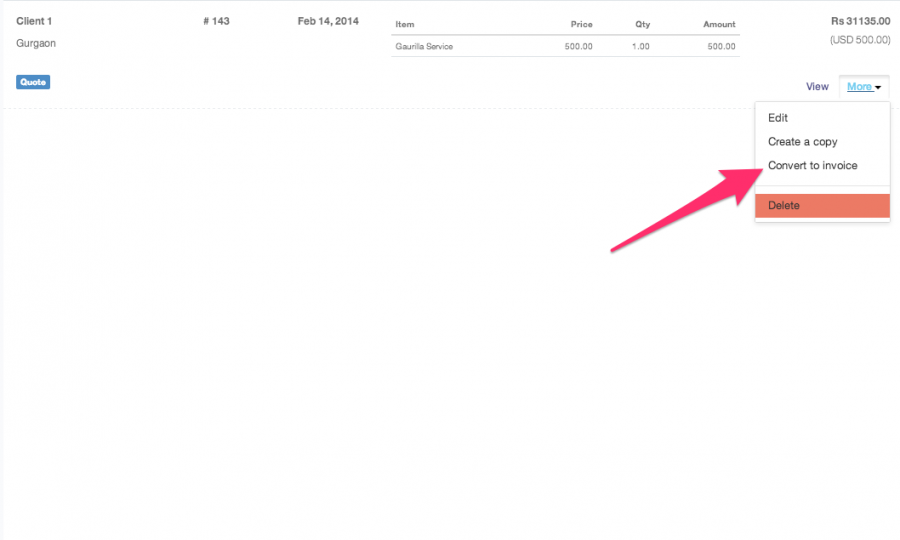 Client 1 # 143 Feb 14, 2014 Item Price Qty Amount Rs 31135.00
Gurgaon Gaurilia Service 500.00 1.00 500.00 (USD 500.00)
Quote View More
Edit
Create a copy
Convert to invoice
Delete